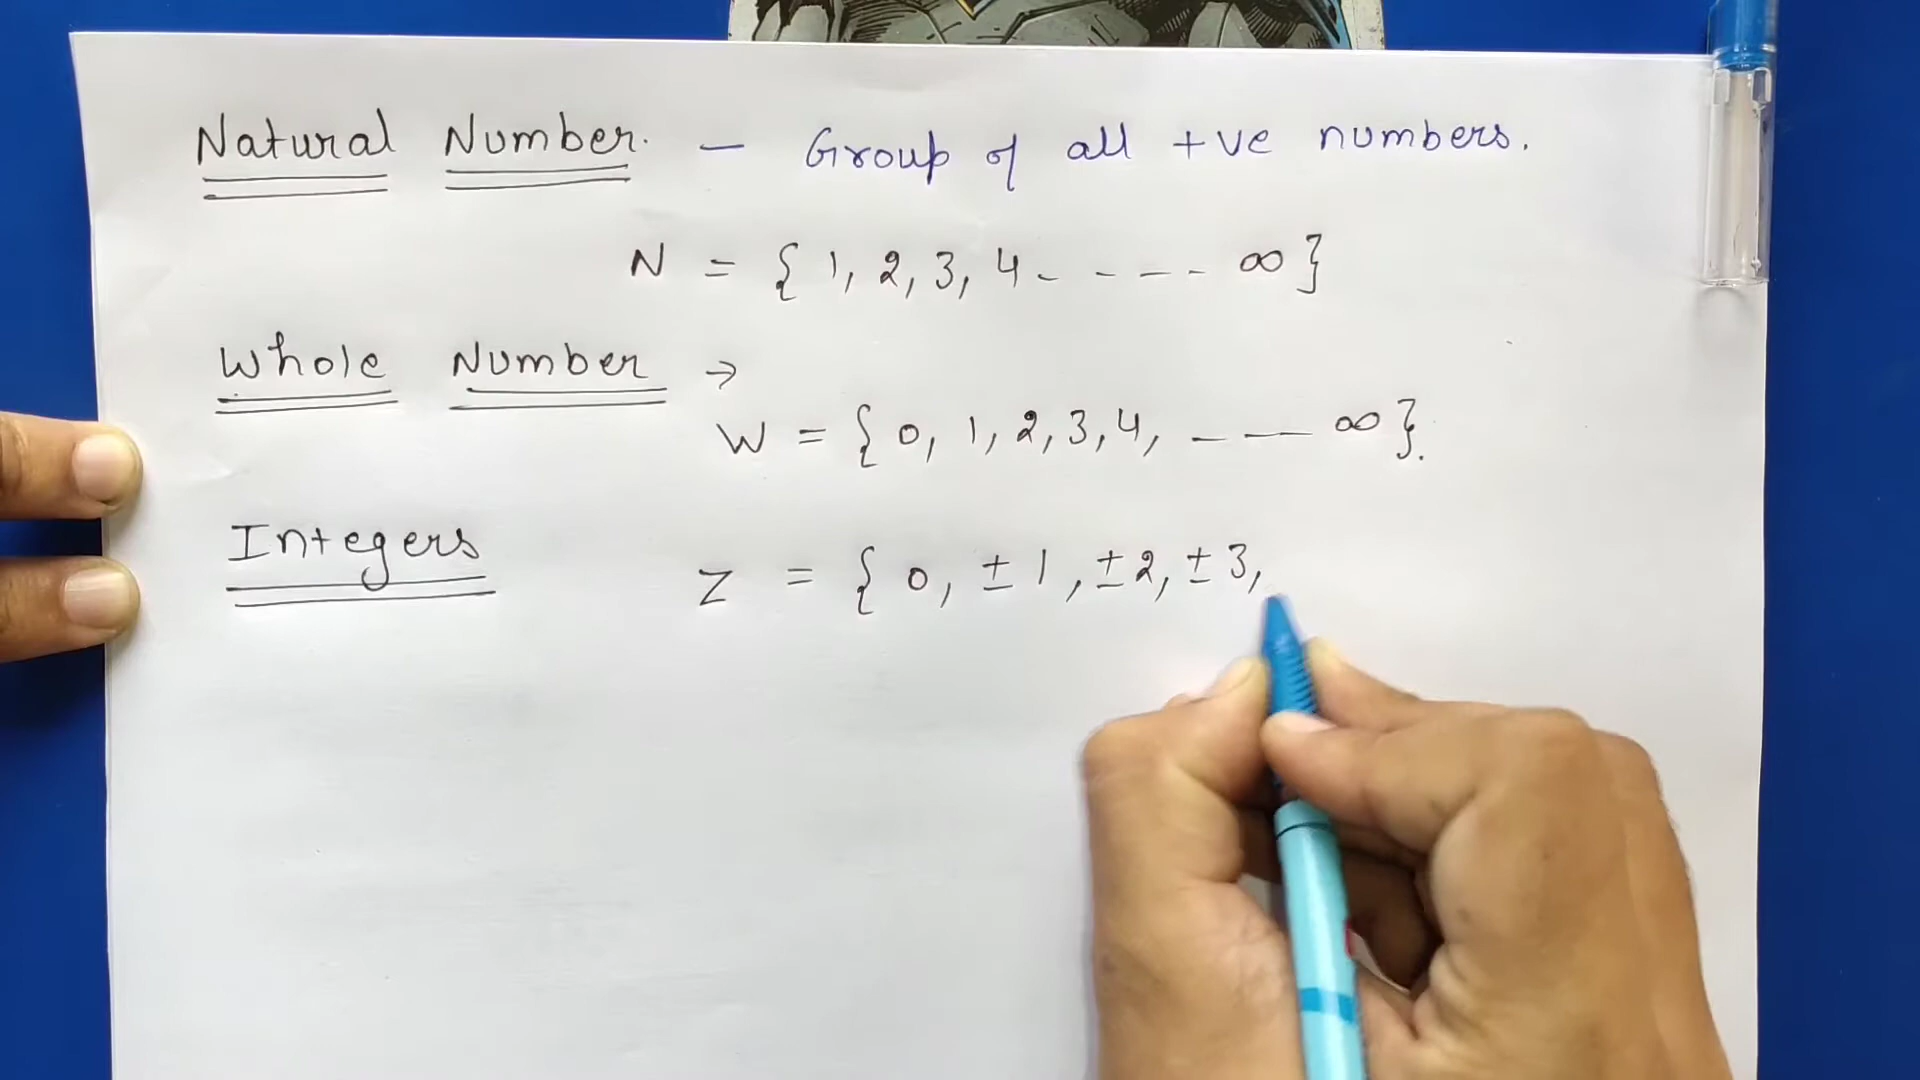 Natural Number. — Group of all +ve numbers.
N = { 1, 2, 3, 4 - - - - - ∞ }
Whole Number →
W = { 0, 1, 2, 3, 4, - — — ∞ }.
Integers Z = { 0, ± 1, ± 2, ± 3,